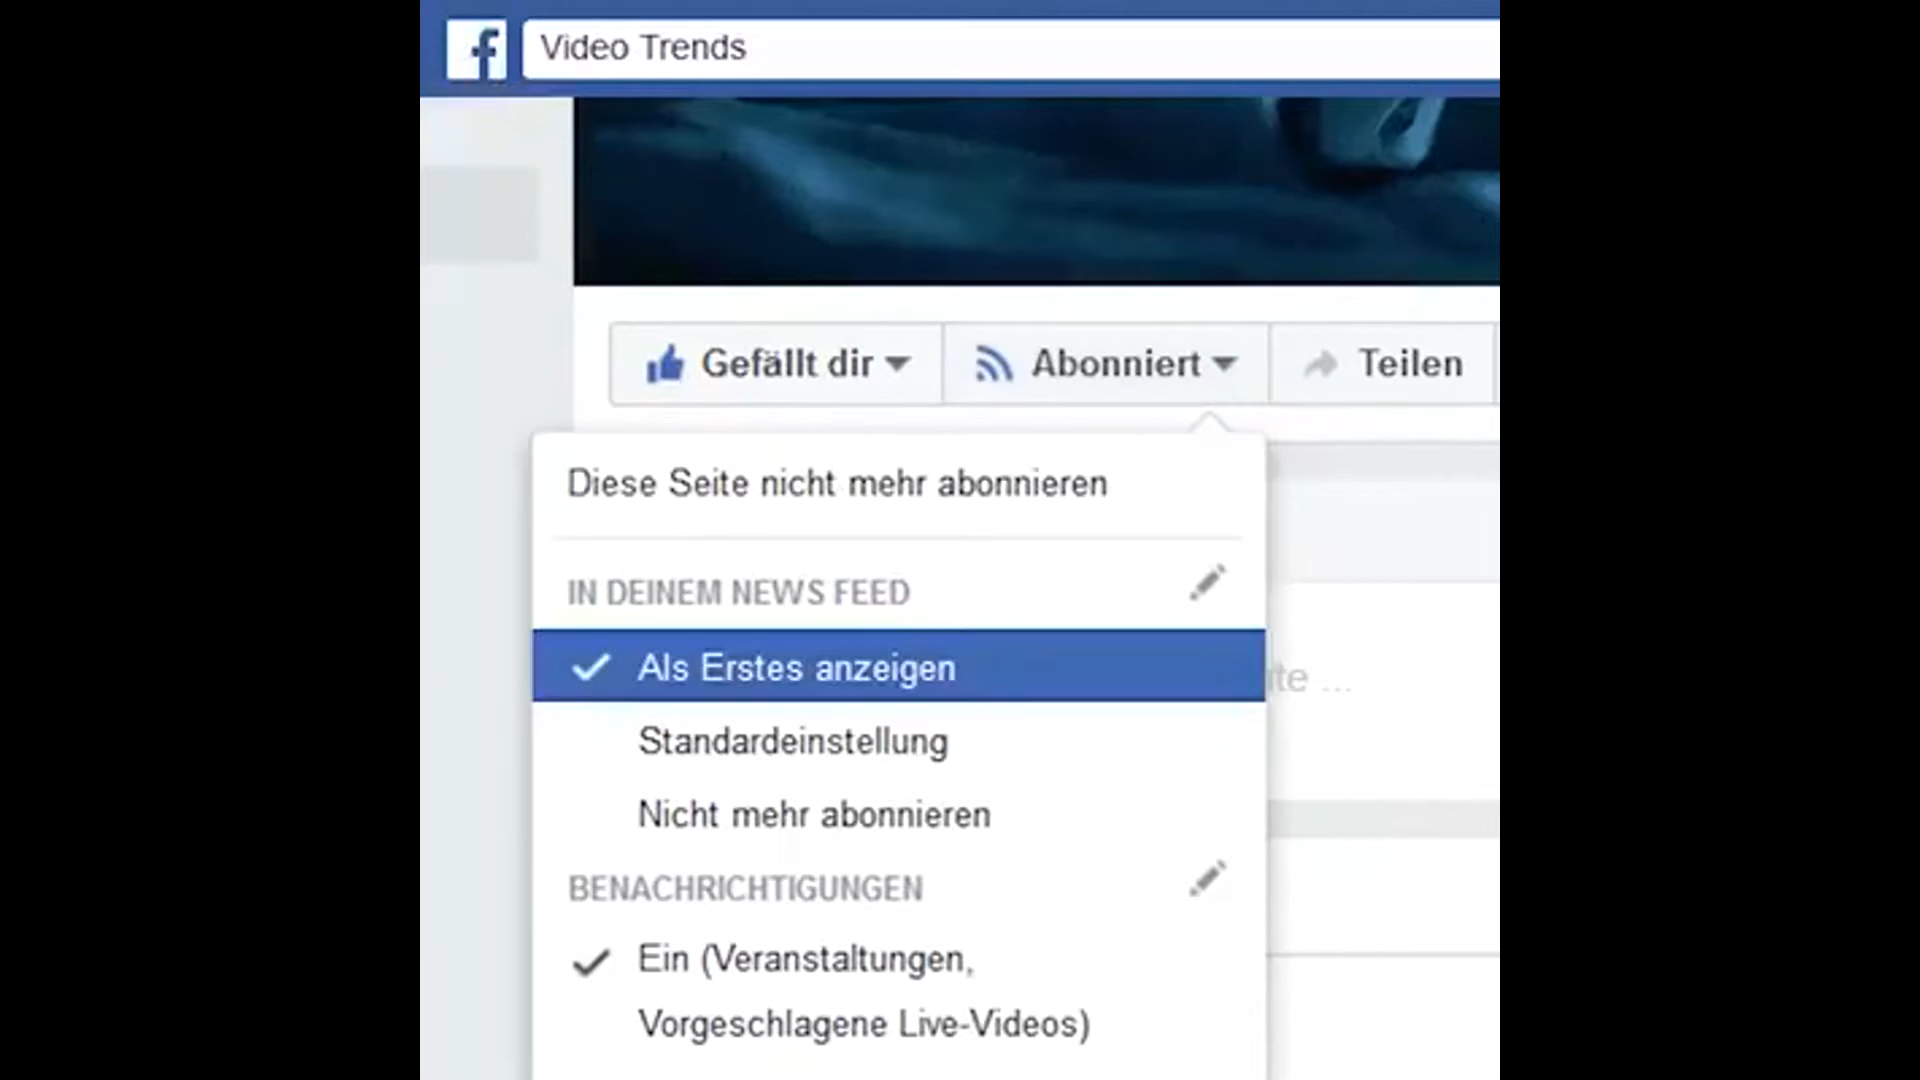 Video Trends
Gefällt dir
Abonniert
Teilen
Diese Seite nicht mehr abonnieren
IN DEINEM NEWS FEED
Als Erstes anzeigen
te ...
Standardeinstellung
Nicht mehr abonnieren
BENACHRICHTIGUNGEN
Ein (Veranstaltungen,
Vorgeschlagene Live-Videos)